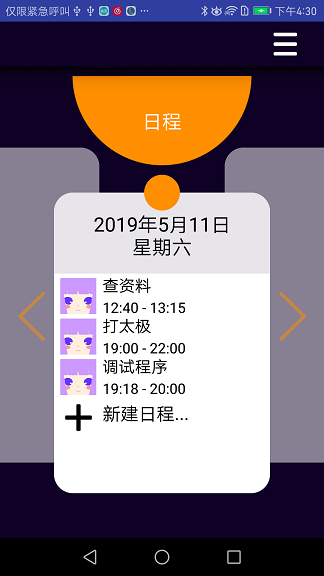 仅限紧急呼叫 下午4:30
日程
2019年5月11日
星期六
查资料
12:40 - 13:15
打太极
19:00 - 22:00
调试程序
19:18 - 20:00
新建日程...